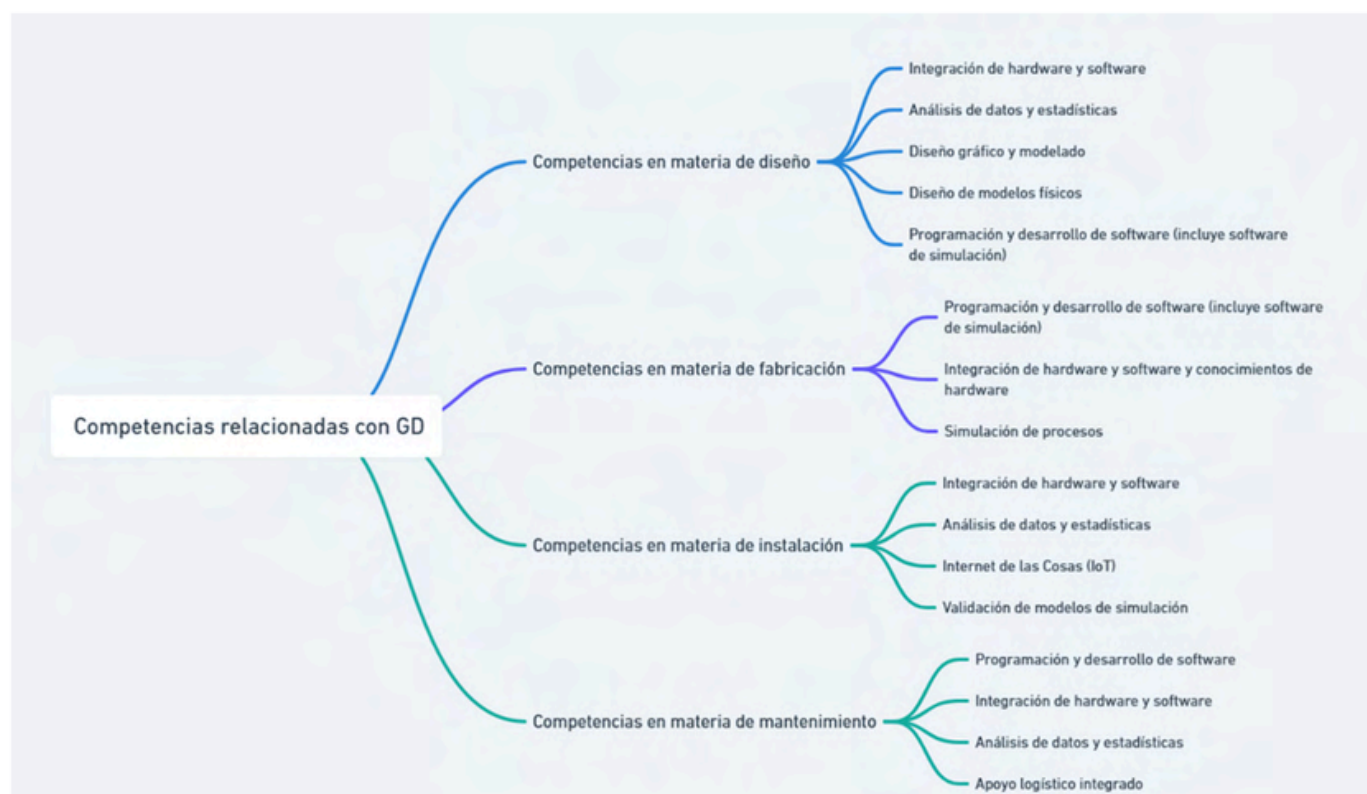 Competencias relacionadas con GD
Competencias en materia de diseño
Integración de hardware y software
Análisis de datos y estadísticas
Diseño gráfico y modelado
Diseño de modelos físicos
Programación y desarrollo de software (incluye software
de simulación)
Competencias en materia de fabricación
Programación y desarrollo de software (incluye software
de simulación)
Integración de hardware y software y conocimientos de
hardware
Simulación de procesos
Competencias en materia de instalación
Integración de hardware y software
Análisis de datos y estadísticas
Internet de las Cosas (IoT)
Validación de modelos de simulación
Competencias en materia de mantenimiento
Programación y desarrollo de software
Integración de hardware y software
Análisis de datos y estadísticas
Apoyo logístico integrado